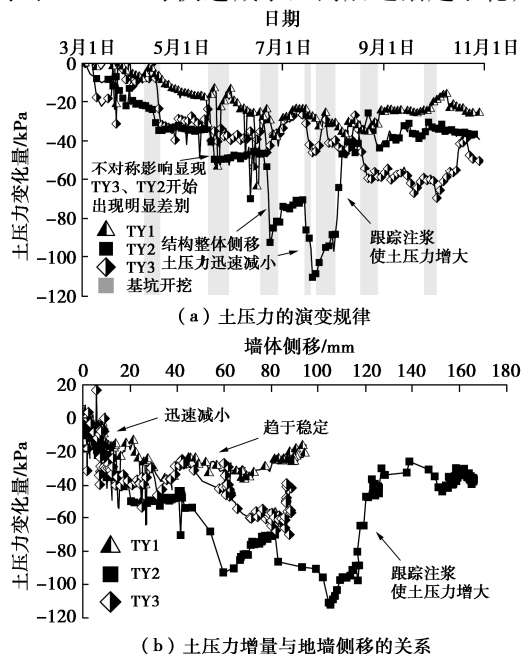 日期
3月1日 5月1日 7月1日 9月1日 11月1日
0
-20
-40
-60
-80
-100
-120
土压力变化量/kPa
不对称影响显现
TY3、TY2开始
出现明显差别
TY1
TY2
TY3
基坑开挖
结构整体侧移
土压力迅速减小
跟踪注浆
使土压力增大
(a)土压力的演变规律
墙体侧移/mm
0 20 40 60 80 100 120 140 160 180
20
0
-20
-40
-60
-80
-100
-120
土压力变化量/kPa
迅速减小
趋于稳定
TY1
TY2
TY3
跟踪注浆
使土压力增大
(b)土压力增量与地墙侧移的关系